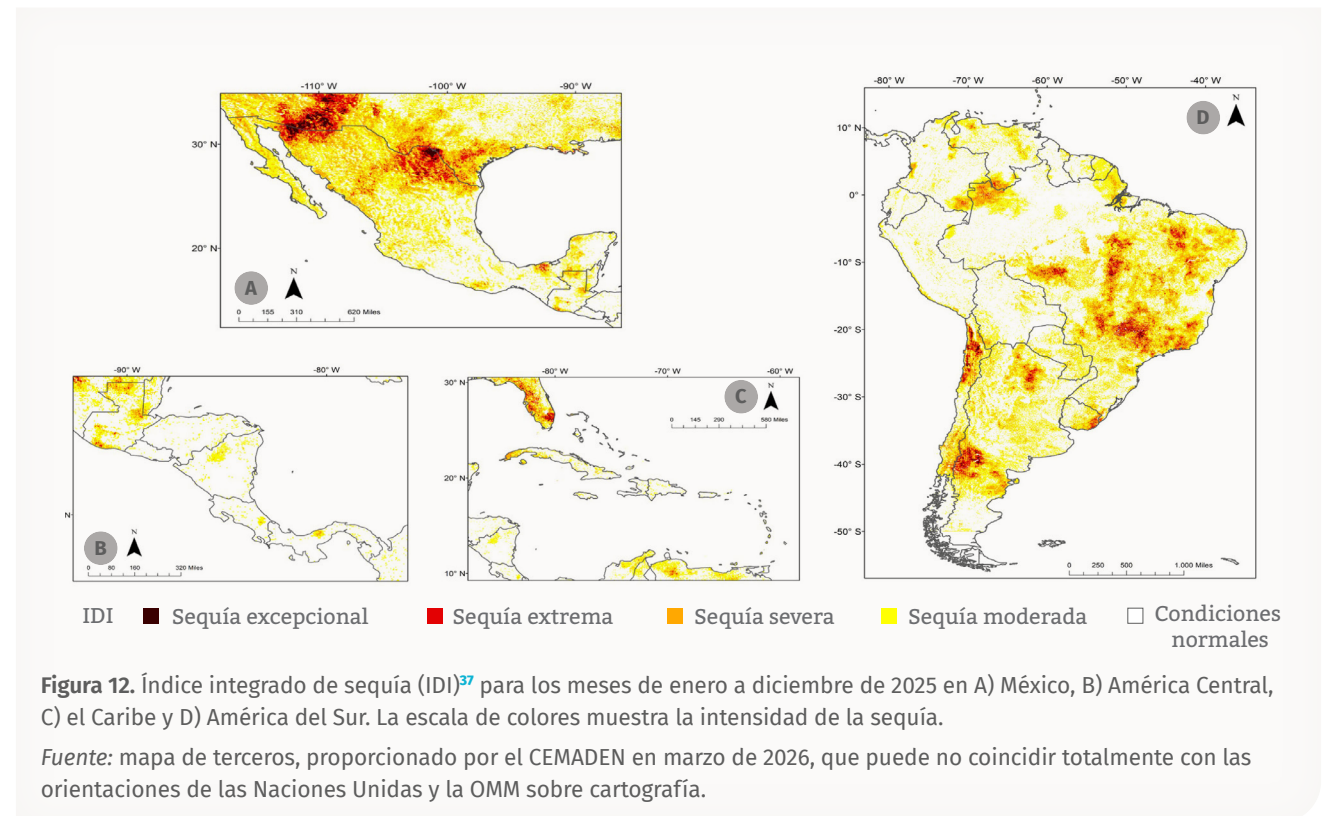 -110° W -100° W -90° W
30° N
20° N
A
N
0 155 310 620 Miles
-80° W -70° W -60° W -50° W -40° W
10° N
0°
-10° S
-20° S
-30° S
-40° S
-50° S
D
N
0 250 500 1.000 Miles
-90° W -80° W
N
B
N
0 80 160 320 Miles
-80° W -70° W -60° W
30° N
20° N
10° N
C
N
0 145 290 580 Miles
IDI Sequía excepcional Sequía extrema Sequía severa Sequía moderada Condiciones normales
Figura 12. Índice integrado de sequía (IDI)37 para los meses de enero a diciembre de 2025 en A) México, B) América Central,
C) el Caribe y D) América del Sur. La escala de colores muestra la intensidad de la sequía.
Fuente: mapa de terceros, proporcionado por el CEMADEN en marzo de 2026, que puede no coincidir totalmente con las
orientaciones de las Naciones Unidas y la OMM sobre cartografía.